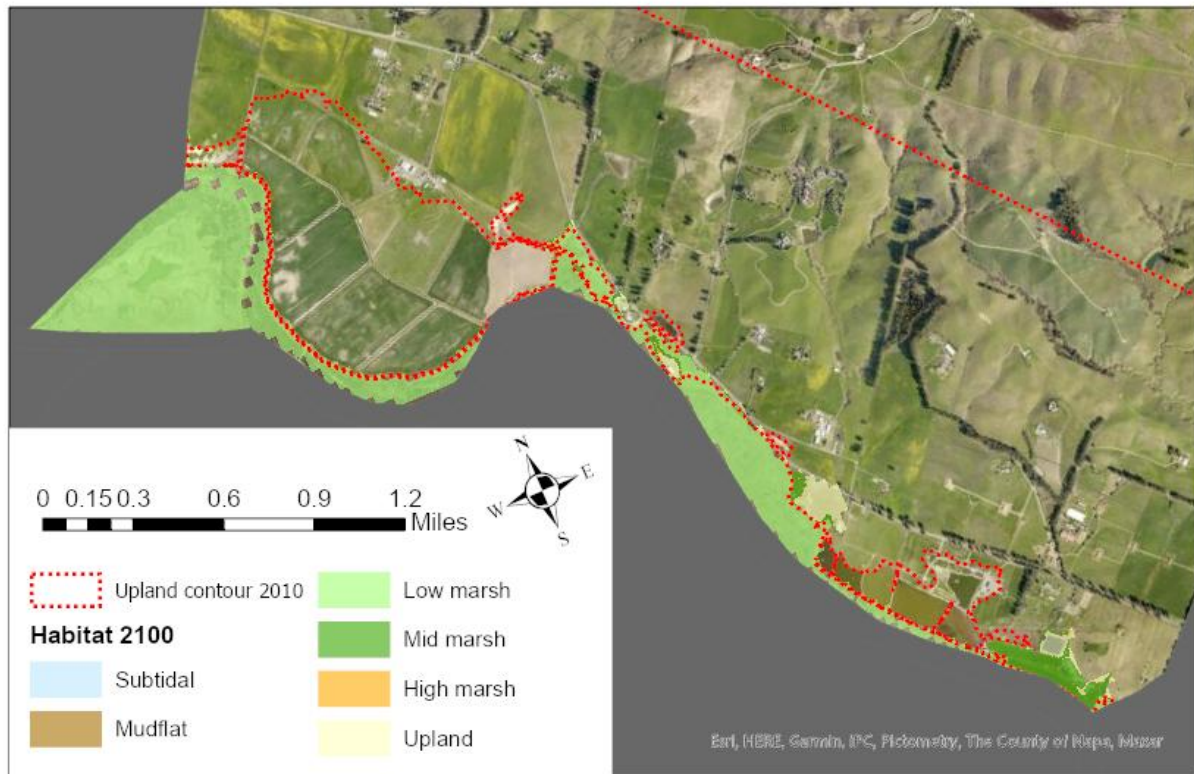 N
E
W
S
0 0.15 0.3 0.6 0.9 1.2
Miles
Upland contour 2010
Habitat 2100
Subtidal
Mudflat
Low marsh
Mid marsh
High marsh
Upland
Esri, HERE, Garmin, IPC, Pictometry, The County of Napa, Maxar